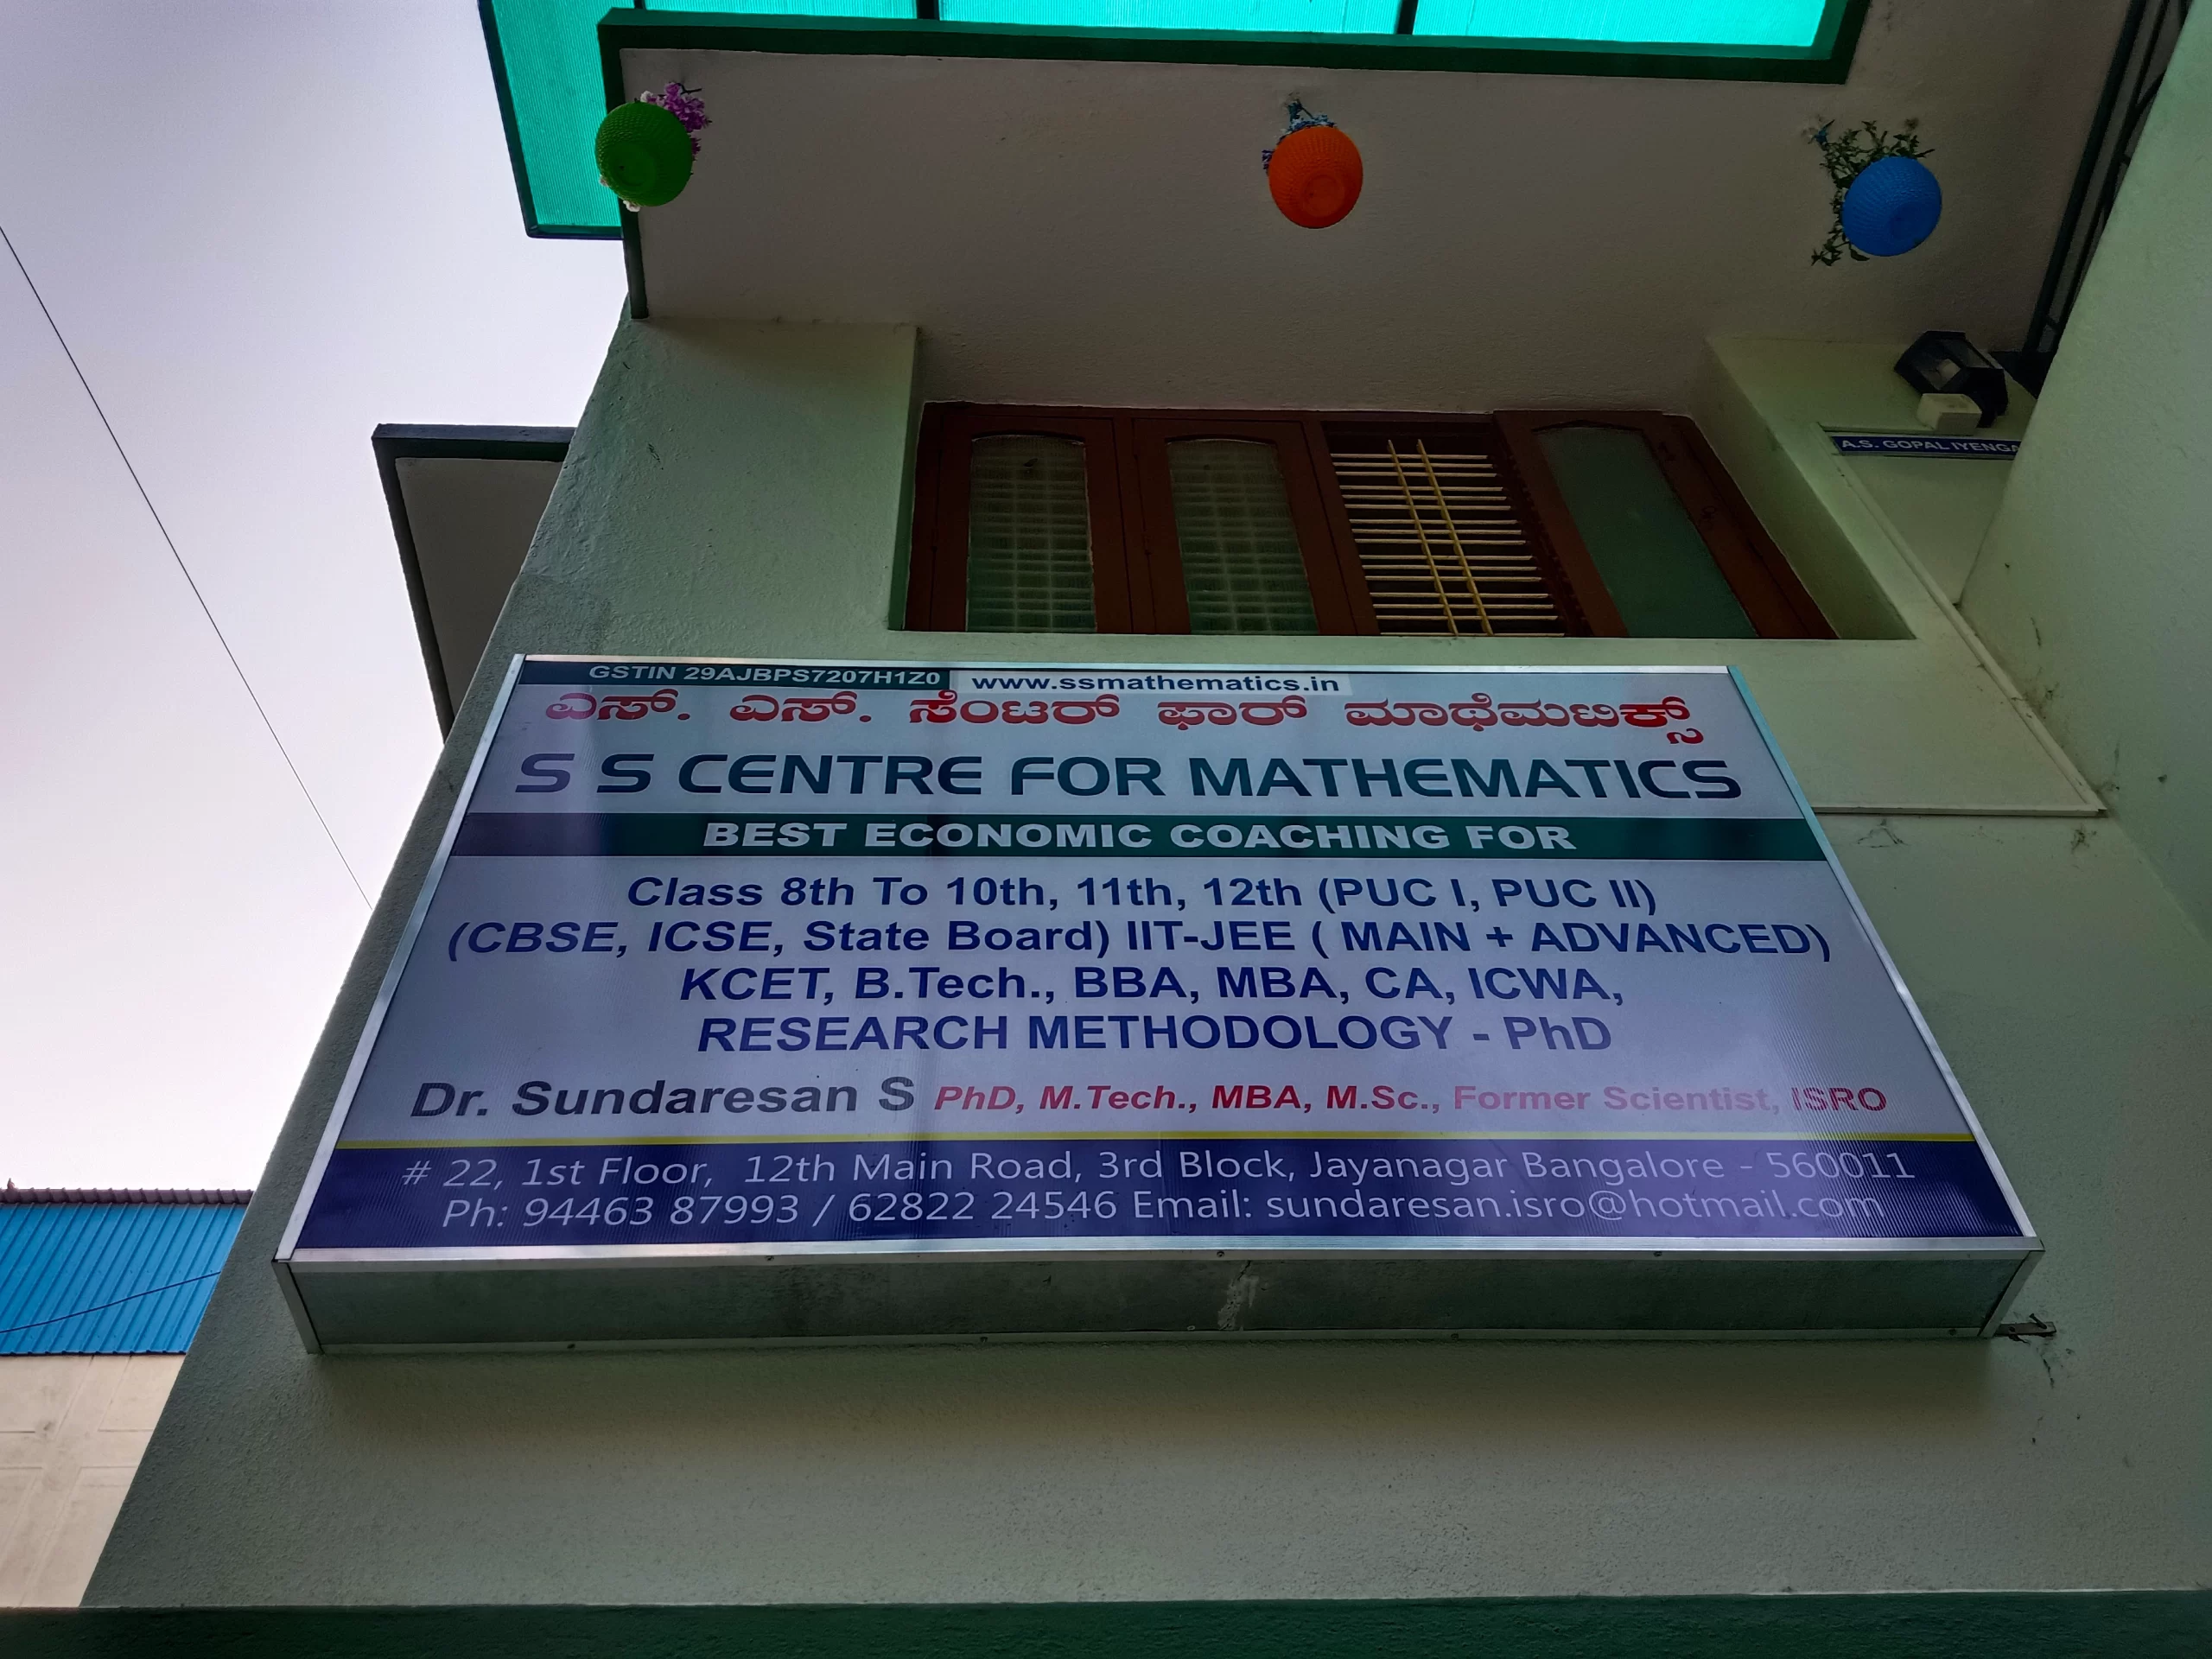 A.S. GOPAL IYENGA
GSTIN 29AJBPS7207H1Z0 www.ssmathematics.in
ಎಸ್. ಎಸ್. ಸೆಂಟರ್ ಫಾರ್ ಮಾಥೆಮಟಿಕ್ಸ್
S S CENTRE FOR MATHEMATICS
BEST ECONOMIC COACHING FOR
Class 8th To 10th, 11th, 12th (PUC I, PUC II)
(CBSE, ICSE, State Board) IIT-JEE ( MAIN + ADVANCED)
KCET, B.Tech., BBA, MBA, CA, ICWA,
RESEARCH METHODOLOGY - PhD
Dr. Sundaresan S PhD, M.Tech., MBA, M.Sc., Former Scientist, ISRO
# 22, 1st Floor, 12th Main Road, 3rd Block, Jayanagar Bangalore - 560011
Ph: 94463 87993 / 62822 24546 Email: sundaresan.isro@hotmail.com